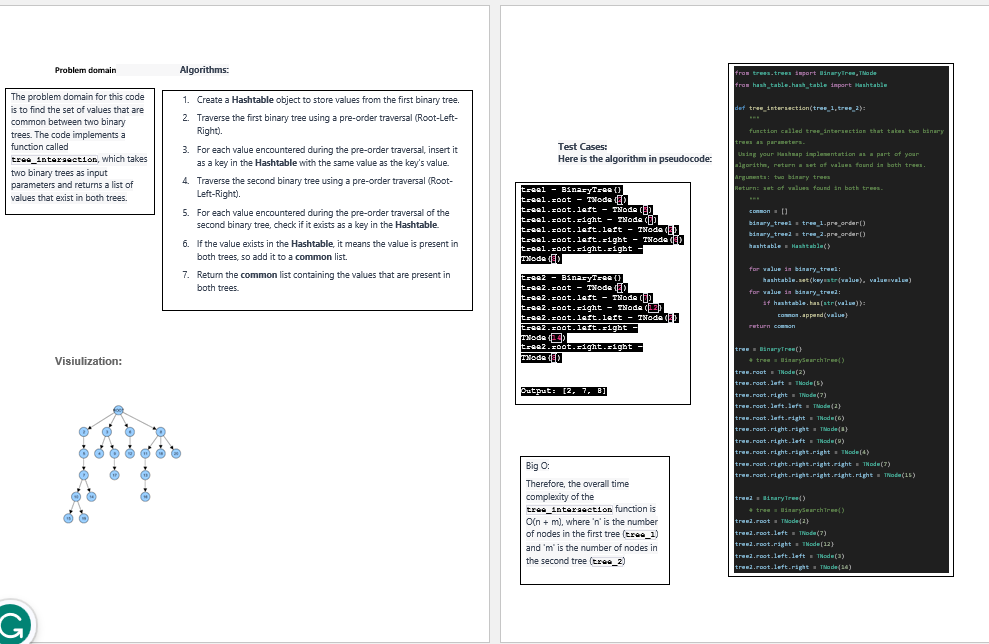 Problem domain
The problem domain for this code
is to find the set of values that are
common between two binary
trees. The code implements a
function called
tree_intersection, which takes
two binary trees as input
parameters and returns a list of
values that exist in both trees.
Algorithms:
1. Create a Hashtable object to store values from the first binary tree.
2. Traverse the first binary tree using a pre-order traversal (Root-Left-
Right).
3. For each value encountered during the pre-order traversal, insert it
as a key in the Hashtable with the same value as the key's value.
4. Traverse the second binary tree using a pre-order traversal (Root-
Left-Right).
5. For each value encountered during the pre-order traversal of the
second binary tree, check if it exists as a key in the Hashtable.
6. If the value exists in the Hashtable, it means the value is present in
both trees, so add it to a common list.
7. Return the common list containing the values that are present in
both trees.
Visiulization:
Test Cases:
Here is the algorithm in pseudocode:
tree1 = BinaryTree()
tree1.root = TNode(
tree1.root.left = TNode(
tree1.root.right = TNode(
tree1.root.left.left = TNode(
tree1.root.left.right = TNode(
tree1.root.right.right =
TNode(
tree2 = BinaryTree()
tree2.root = TNode(
tree2.root.left = TNode(
tree2.root.right = TNode(12)
tree2.root.left.left = TNode(
tree2.root.left.right =
TNode(14)
tree2.root.right.right =
TNode(
Output: [2, 7, 8]
Big O:
Therefore, the overall time
complexity of the
tree_intersection function is
O(n + m), where 'n' is the number
of nodes in the first tree (tree_1)
and 'm' is the number of nodes in
the second tree (tree_2)
from trees.trees import BinaryTree,TNode
from hash_table.hash_table import Hashtable
def tree_intersection(tree_1,tree_2):
"""
function called tree_intersection that takes two binary
trees as parameters.
Using your Hashmap implementation as a part of your
algorithm, return a set of values found in both trees.
Arguments: two binary trees
Return: set of values found in both trees.
"""
common = []
binary_tree1 = tree_1.pre_order()
binary_tree2 = tree_2.pre_order()
hashtable = Hashtable()
for value in binary_tree1:
hashtable.set(key=str(value), value=value)
for value in binary_tree2:
if hashtable.has(str(value)):
common.append(value)
return common
tree = BinaryTree()
# tree = BinarySearchTree()
tree.root = TNode(2)
tree.root.left = TNode(5)
tree.root.right = TNode(7)
tree.root.left.left = TNode(2)
tree.root.left.right = TNode(6)
tree.root.right.right = TNode(8)
tree.root.right.left = TNode(9)
tree.root.right.right.right = TNode(4)
tree.root.right.right.right.right = TNode(7)
tree.root.right.right.right.right.right = TNode(15)
tree2 = BinaryTree()
# tree = BinarySearchTree()
tree2.root = TNode(2)
tree2.root.left = TNode(7)
tree2.root.right = TNode(12)
tree2.root.left.left = TNode(3)
tree2.root.left.right = TNode(14)